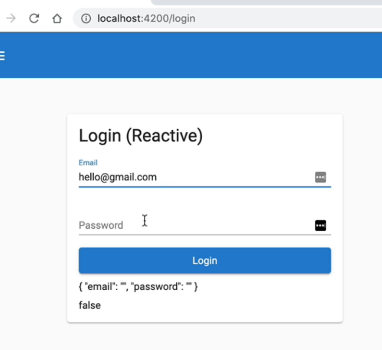 localhost:4200/login
Login (Reactive)
Email
hello@gmail.com
Password
Login
{ "email": "", "password": "" }
false